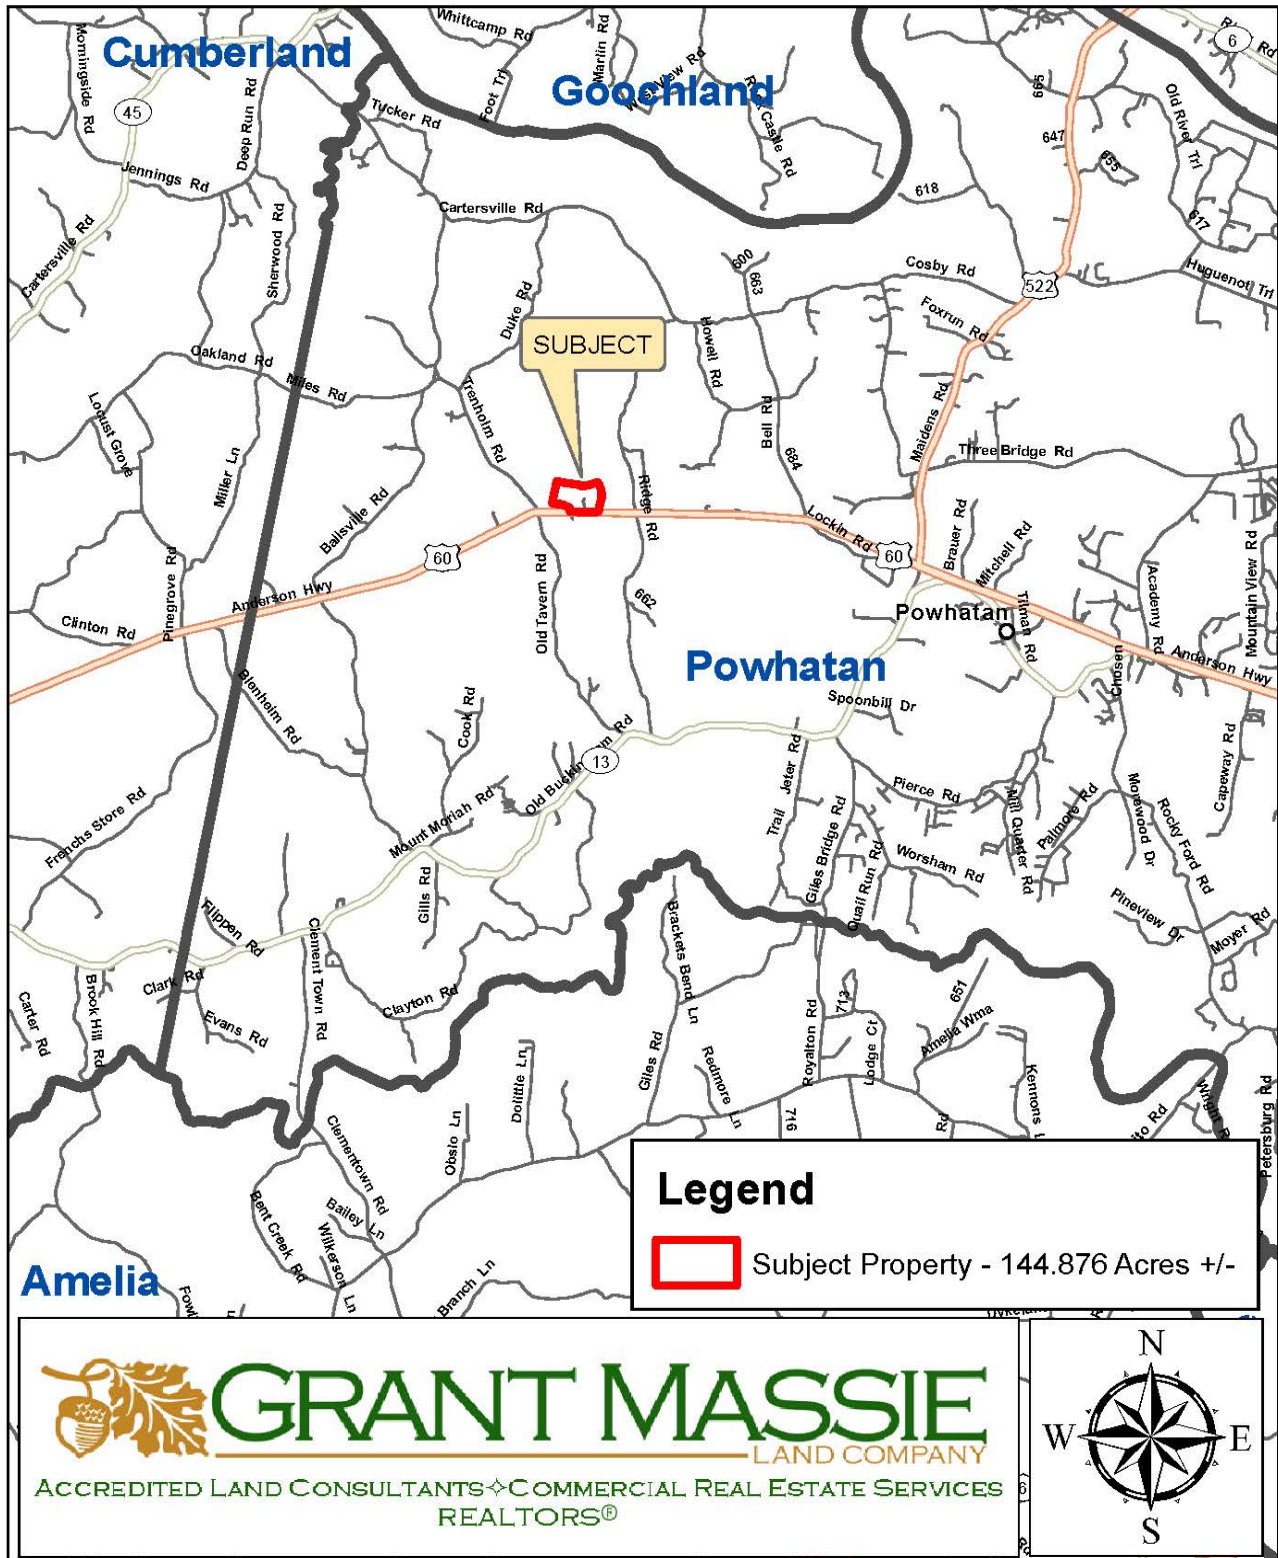 Whittcamp Rd
Marlin Rd
Morningside Rd
Cumberland
6
Rd
Foot Trl
Goochland
45
Deep Run Rd
Tucker Rd
665
Old River Trl
647
655
Jennings Rd
618
Cartersville Rd
617
Cartersville Rd
Sherwood Rd
600
663
Cosby Rd
Huguenot Trl
522
Duke Rd
Foxrun Rd
SUBJECT
Howell Rd
Oakland Rd
Miles Rd
Trenholm Rd
Locust Grove
Bell Rd
Maidens Rd
684
Three Bridge Rd
Miller Ln
Ridge Rd
Ballsville Rd
Lockin Rd
Brauer Rd
Mitchell Rd
60
60
Academy Rd
Mountain View Rd
Pinegrove Rd
Anderson Hwy
662
Old Tavern Rd
Powhatan
Tilman Rd
Clinton Rd
Powhatan
Anderson Hwy
Chosen
Blenheim Rd
Spoonbill Dr
Cook Rd
13
Trail
Jeter Rd
Capeway Rd
Pierce Rd
Mill Quarter Rd
Palmore Rd
Morewood Dr
Rocky Ford Rd
Mount Moriah Rd
Frenchs Store Rd
Giles Bridge Rd
Quail Run Rd
Worsham Rd
Gills Rd
Pineview Dr
Moyer Rd
Flippen Rd
Clement Town Rd
Brackets Bend Ln
Clark Rd
Brook Hill Rd
Carter Rd
Clayton Rd
Evans Rd
713
651
Amelia Wma
Royalton Rd
Lodge Ct
Giles Rd
Redmore Ln
Dolittle Ln
Kennons
Petersburg Rd
Obslo Ln
716
Rd
Clementown Rd
Legend
Subject Property - 144.876 Acres +/-
Bent Creek Rd
Bailey Ln
Wilkerson Ln
Branch Ln
Amelia
GRANT MASSIE
LAND COMPANY
ACCREDITED LAND CONSULTANTS✧COMMERCIAL REAL ESTATE SERVICES
REALTORS®
N
W
E
S